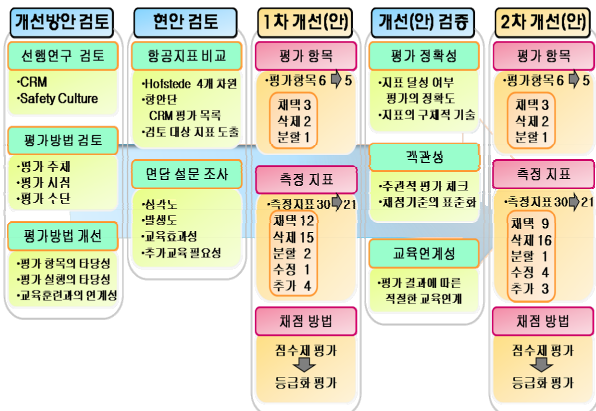 개선방안 검토
선행연구 검토
•CRM
•Safety Culture
평가방법 검토
•평가 주체
•평가 시점
•평가 수단
평가방법 개선
•평가 항목의 타당성
•평가 실행의 타당성
•교육훈련과의 연계성
현안 검토
항공지표 비교
•Hofstede 4개 차원
•항안단
CRM 평가 목록
•검토 대상 지표 도출
면담 설문 조사
•심각도
•발생도
•교육효과성
•추가교육 필요성
1차 개선(안)
평가 항목
•평가항목 6 5
채택 3
삭제 2
분할 1
측정 지표
•측정지표 30 21
채택 12
삭제 15
분할 2
수정 1
추가 4
채점 방법
점수제 평가
등급화 평가
개선(안) 검증
평가 정확성
•지표 달성 여부
평가의 정확도
•지표의 구체적 기술
객관성
•주관적 평가 체크
•채점기준의 표준화
교육연계성
•평가 결과에 따른
적절한 교육연계
2차 개선(안)
평가 항목
•평가항목 6 5
채택 3
삭제 2
분할 1
측정 지표
•측정지표 30 21
채택 9
삭제 16
분할 1
수정 4
추가 3
채점 방법
점수제 평가
등급화 평가